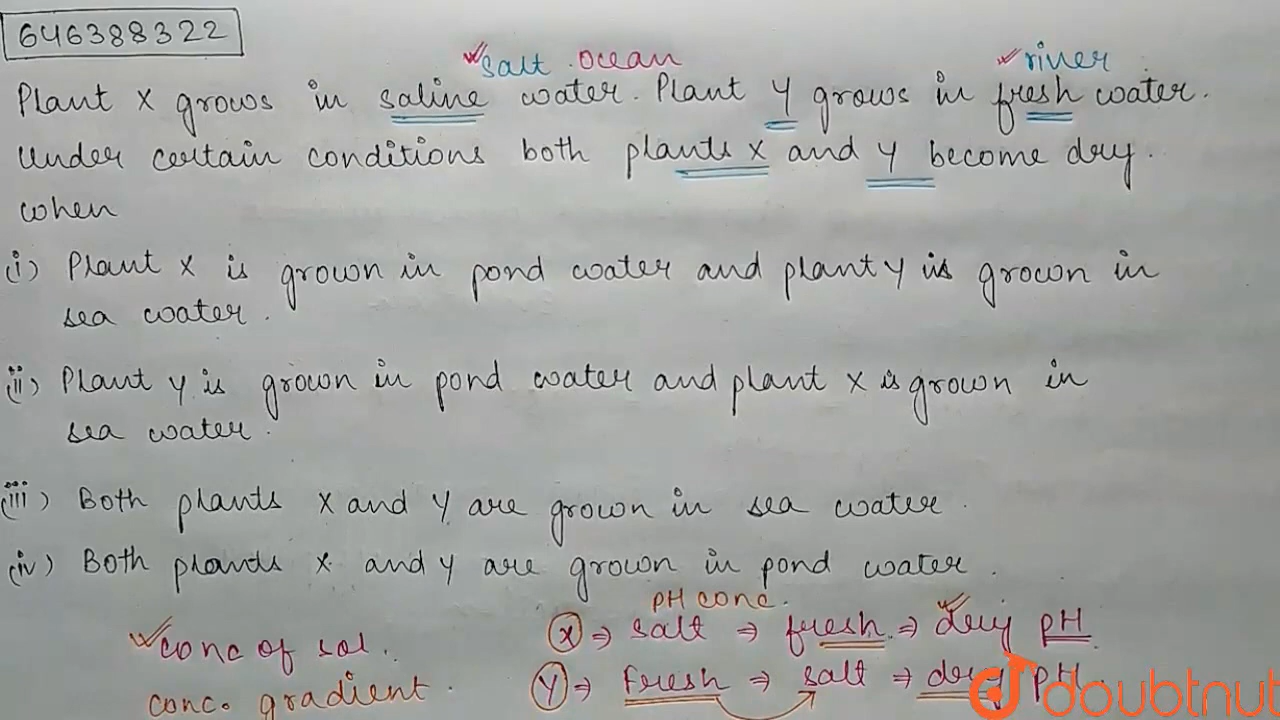 646388322
salt ocean river
Plant X grows in saline water. Plant Y grows in fresh water.
Under certain conditions both plants X and Y become dry.
when
(i) Plant X is grown in pond water and plant Y is grown in
sea water.
(ii) Plant Y is grown in pond water and plant X is grown in
sea water.
(iii) Both plants X and Y are grown in sea water.
(iv) Both plands X and Y are grown in pond water.
pH conc.
conc of sol. X ⇒ salt ⇒ fresh ⇒ dry pH
conc. gradient. Y ⇒ Fresh ⇒ salt ⇒ dry pH.
doubtnut